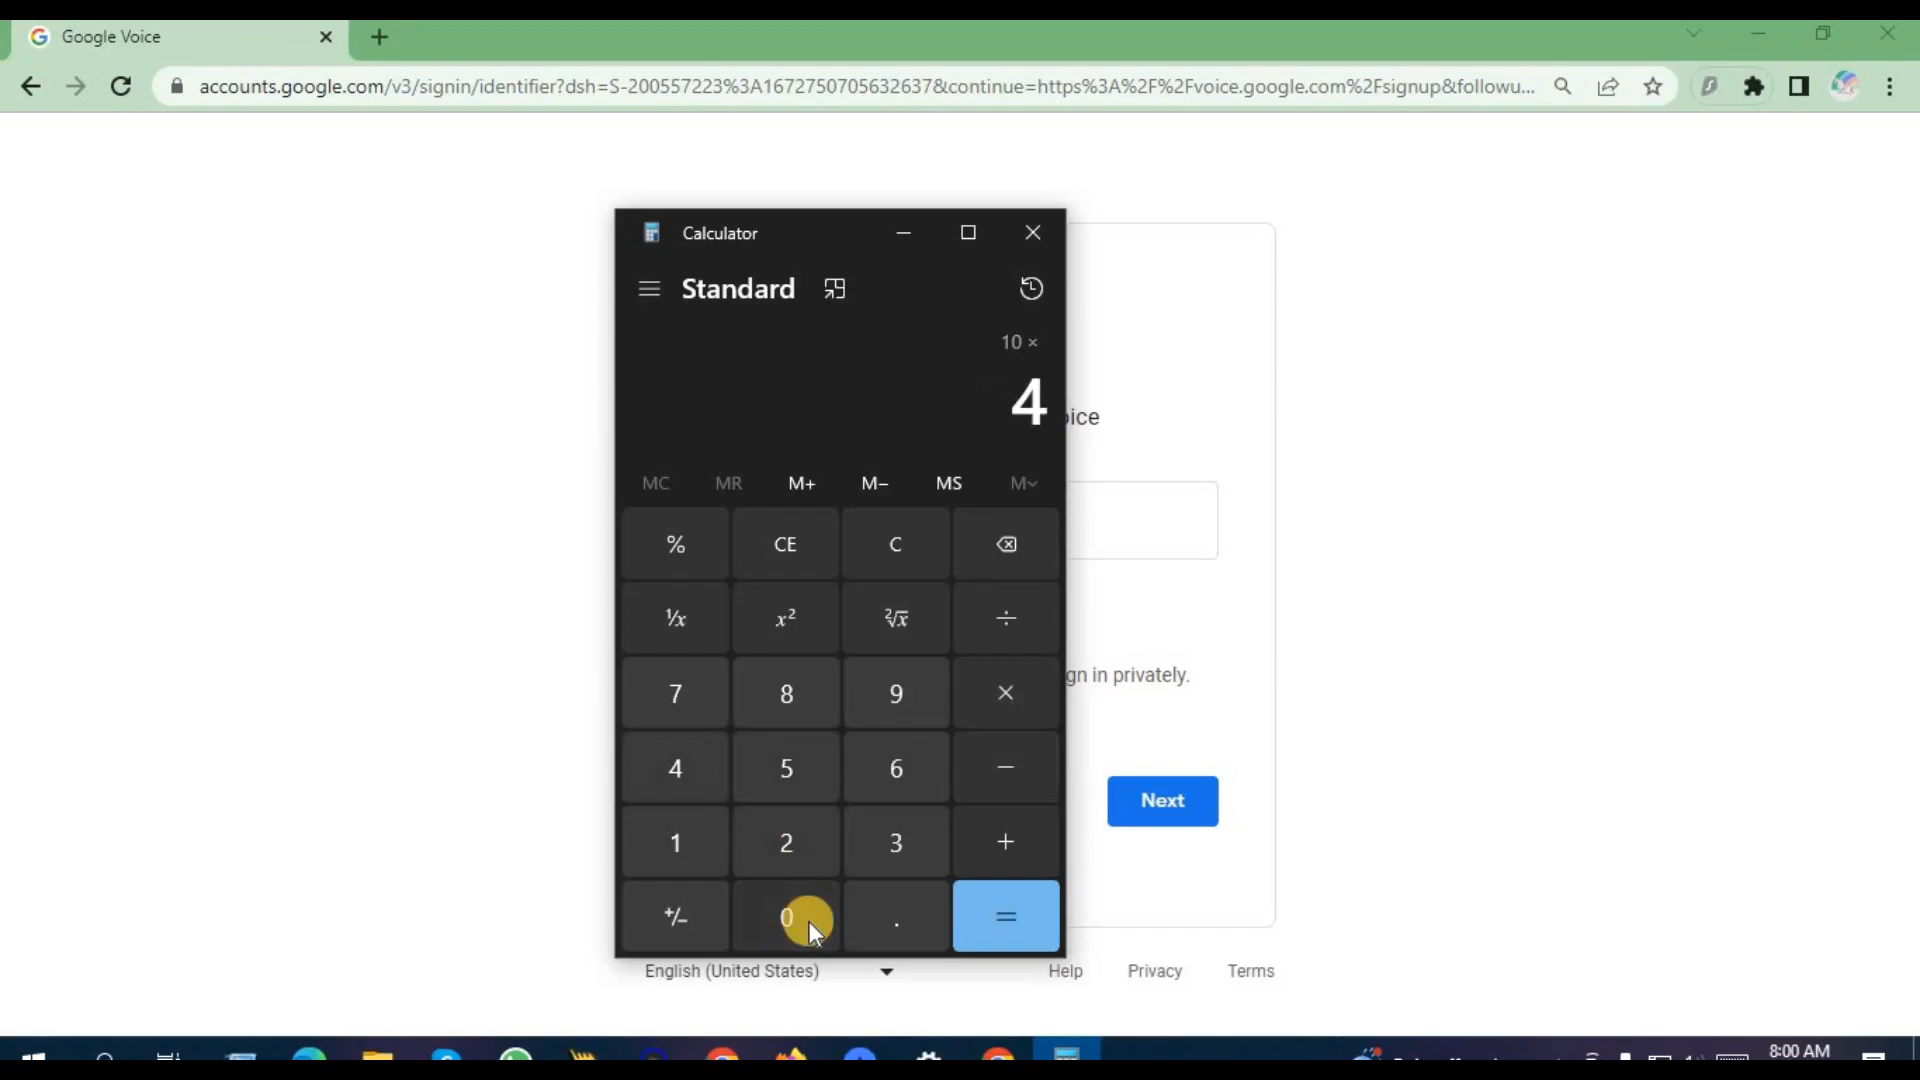 Google Voice
accounts.google.com/v3/signin/identifier?dsh=S-200557223%3A1672750705632637&continue=https%3A%2F%2Fvoice.google.com%2Fsignup&followu...
Calculator
Standard
10 ×
4
oice
MC MR M+ M− MS M
% CE C
⅟x x² ²√x ÷
7 8 9 ×
gn in privately.
4 5 6 −
Next
1 2 3 +
+/− 0 . =
English (United States)
Help Privacy Terms
8:00 AM